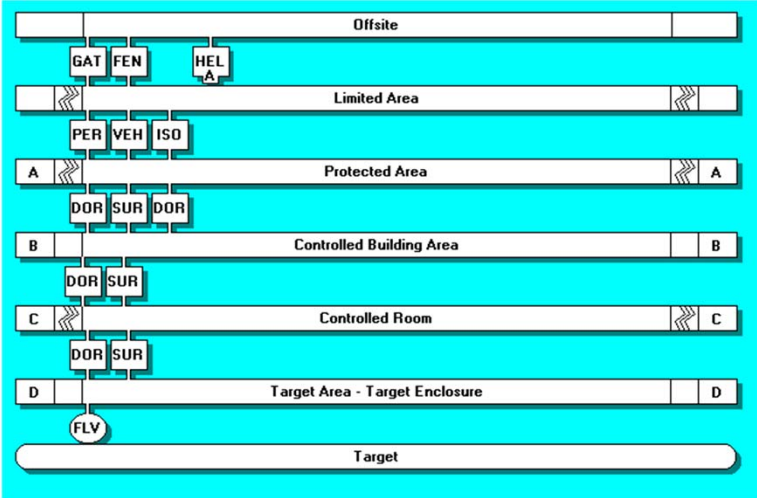 Offsite
GAT FEN HEL
A
Limited Area
PER VEH ISO
A Protected Area A
DOR SUR DOR
B Controlled Building Area B
DOR SUR
C Controlled Room C
DOR SUR
D Target Area - Target Enclosure D
FLV
Target